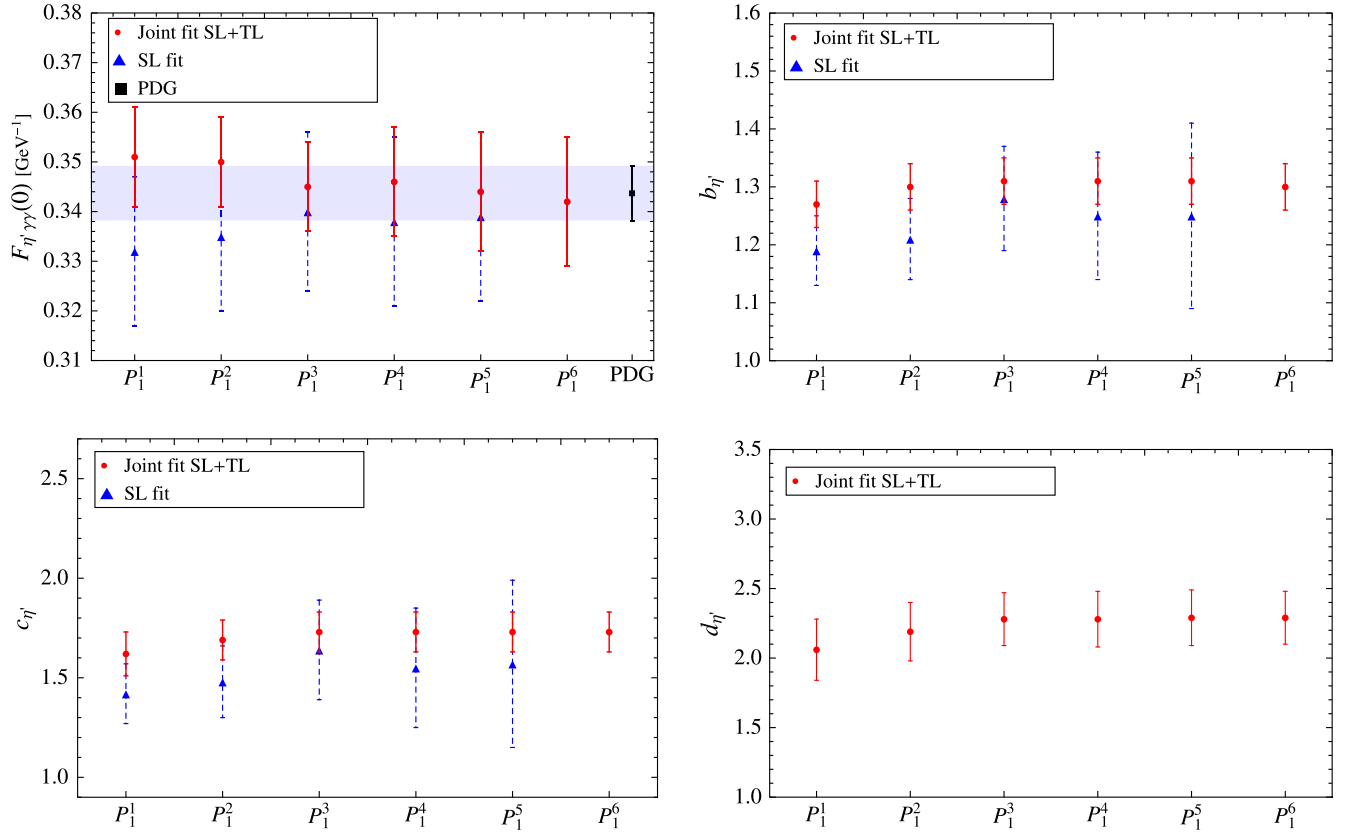 Joint fit SL+TL
SL fit
PDG
F_{η′γγ}(0) [GeV⁻¹]
0.38
0.37
0.36
0.35
0.34
0.33
0.32
0.31
P_1^1 P_1^2 P_1^3 P_1^4 P_1^5 P_1^6 PDG
Joint fit SL+TL
SL fit
b_{η′}
1.6
1.5
1.4
1.3
1.2
1.1
1.0
P_1^1 P_1^2 P_1^3 P_1^4 P_1^5 P_1^6
Joint fit SL+TL
SL fit
c_{η′}
2.5
2.0
1.5
1.0
P_1^1 P_1^2 P_1^3 P_1^4 P_1^5 P_1^6
Joint fit SL+TL
d_{η′}
3.5
3.0
2.5
2.0
1.5
1.0
P_1^1 P_1^2 P_1^3 P_1^4 P_1^5 P_1^6